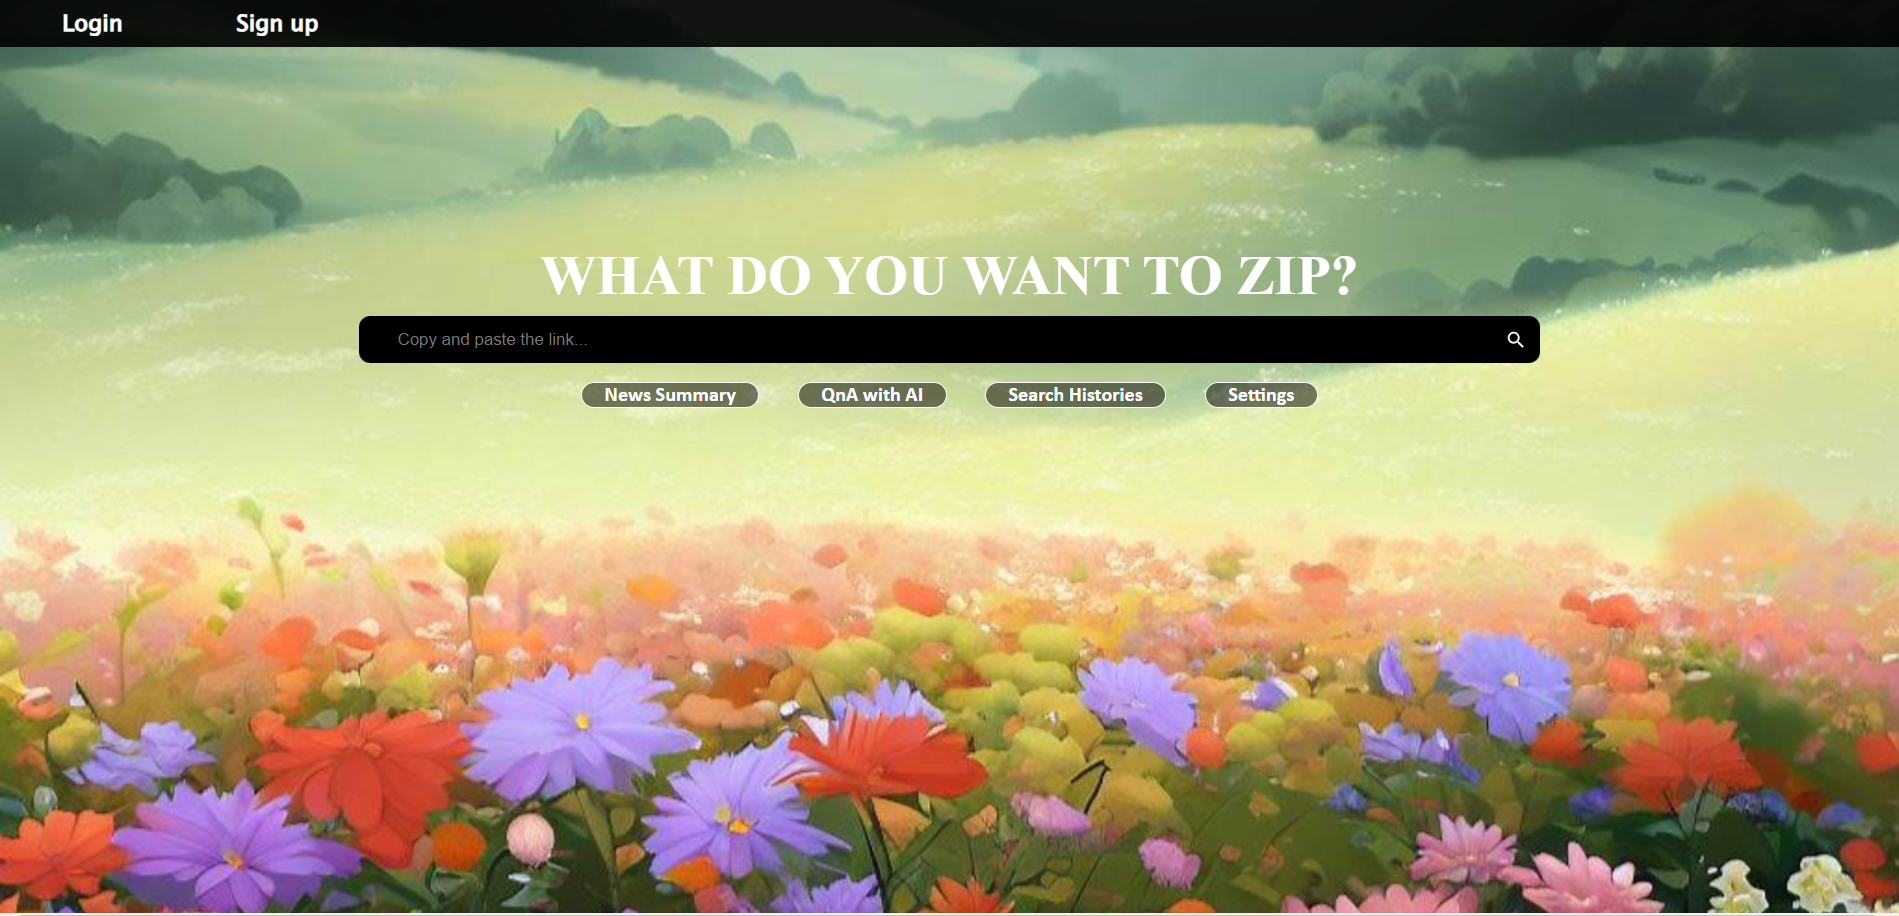 Login Sign up
WHAT DO YOU WANT TO ZIP?
Copy and paste the link...
News Summary QnA with AI Search Histories Settings